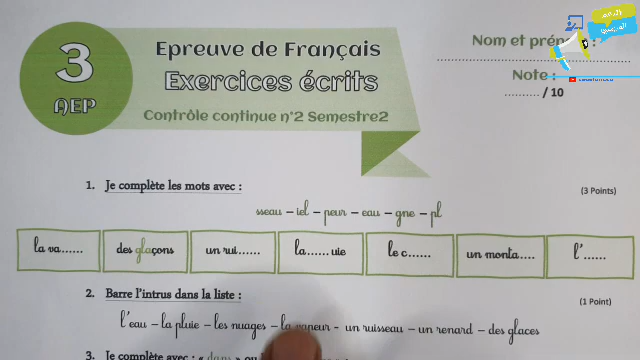 3
AEP
Epreuve de Français
Exercices écrits
Contrôle continue n°2 Semestre2
Nom et prénom :
Note :
.......... / 10
1. Je complète les mots avec :
(3 Points)
sseau – iel – peur – eau – gne – pl
la va...... des glaçons un rui...... la......uie le c...... un monta.... l'......
2. Barre l'intrus dans la liste :
(1 Point)
l'eau – la pluie – les nuages – la vapeur - un ruisseau – un renard – des glaces
3. Je complète avec : « dans » ou